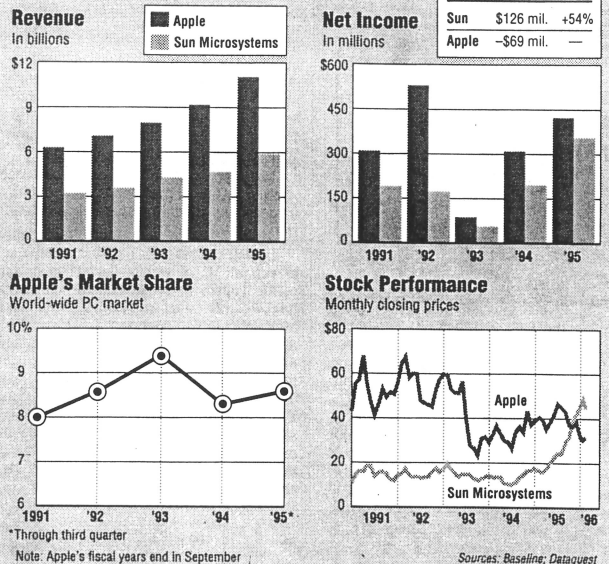 Revenue
In billions
Apple
Sun Microsystems
$12
9
6
3
0
1991 '92 '93 '94 '95
Net Income
In millions
Sun $126 mil. +54%
Apple –$69 mil. —
$600
450
300
150
0
1991 '92 '93 '94 '95
Apple's Market Share
World-wide PC market
10%
9
8
7
6
1991 '92 '93 '94 '95*
*Through third quarter
Note: Apple's fiscal years end in September
Stock Performance
Monthly closing prices
$80
60
40
20
0
Apple
Sun Microsystems
1991 '92 '93 '94 '95 '96
Sources: Baseline; Dataquest